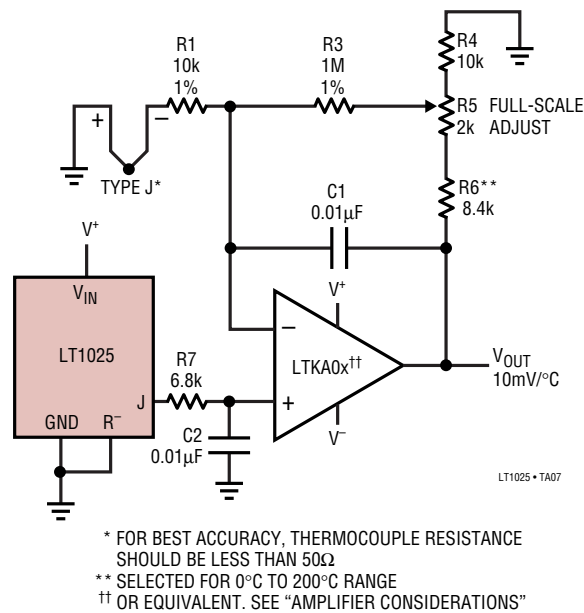 R1
10k
1%
R3
1M
1%
R4
10k
R5 FULL-SCALE
2k ADJUST
+
−
TYPE J*
R6**
8.4k
C1
0.01µF
V+
VIN
LT1025
J
GND R−
R7
6.8k
C2
0.01µF
V+
−
LTKA0x††
+
V−
VOUT
10mV/°C
LT1025 • TA07
* FOR BEST ACCURACY, THERMOCOUPLE RESISTANCE
SHOULD BE LESS THAN 50Ω
** SELECTED FOR 0°C TO 200°C RANGE
†† OR EQUIVALENT. SEE “AMPLIFIER CONSIDERATIONS”